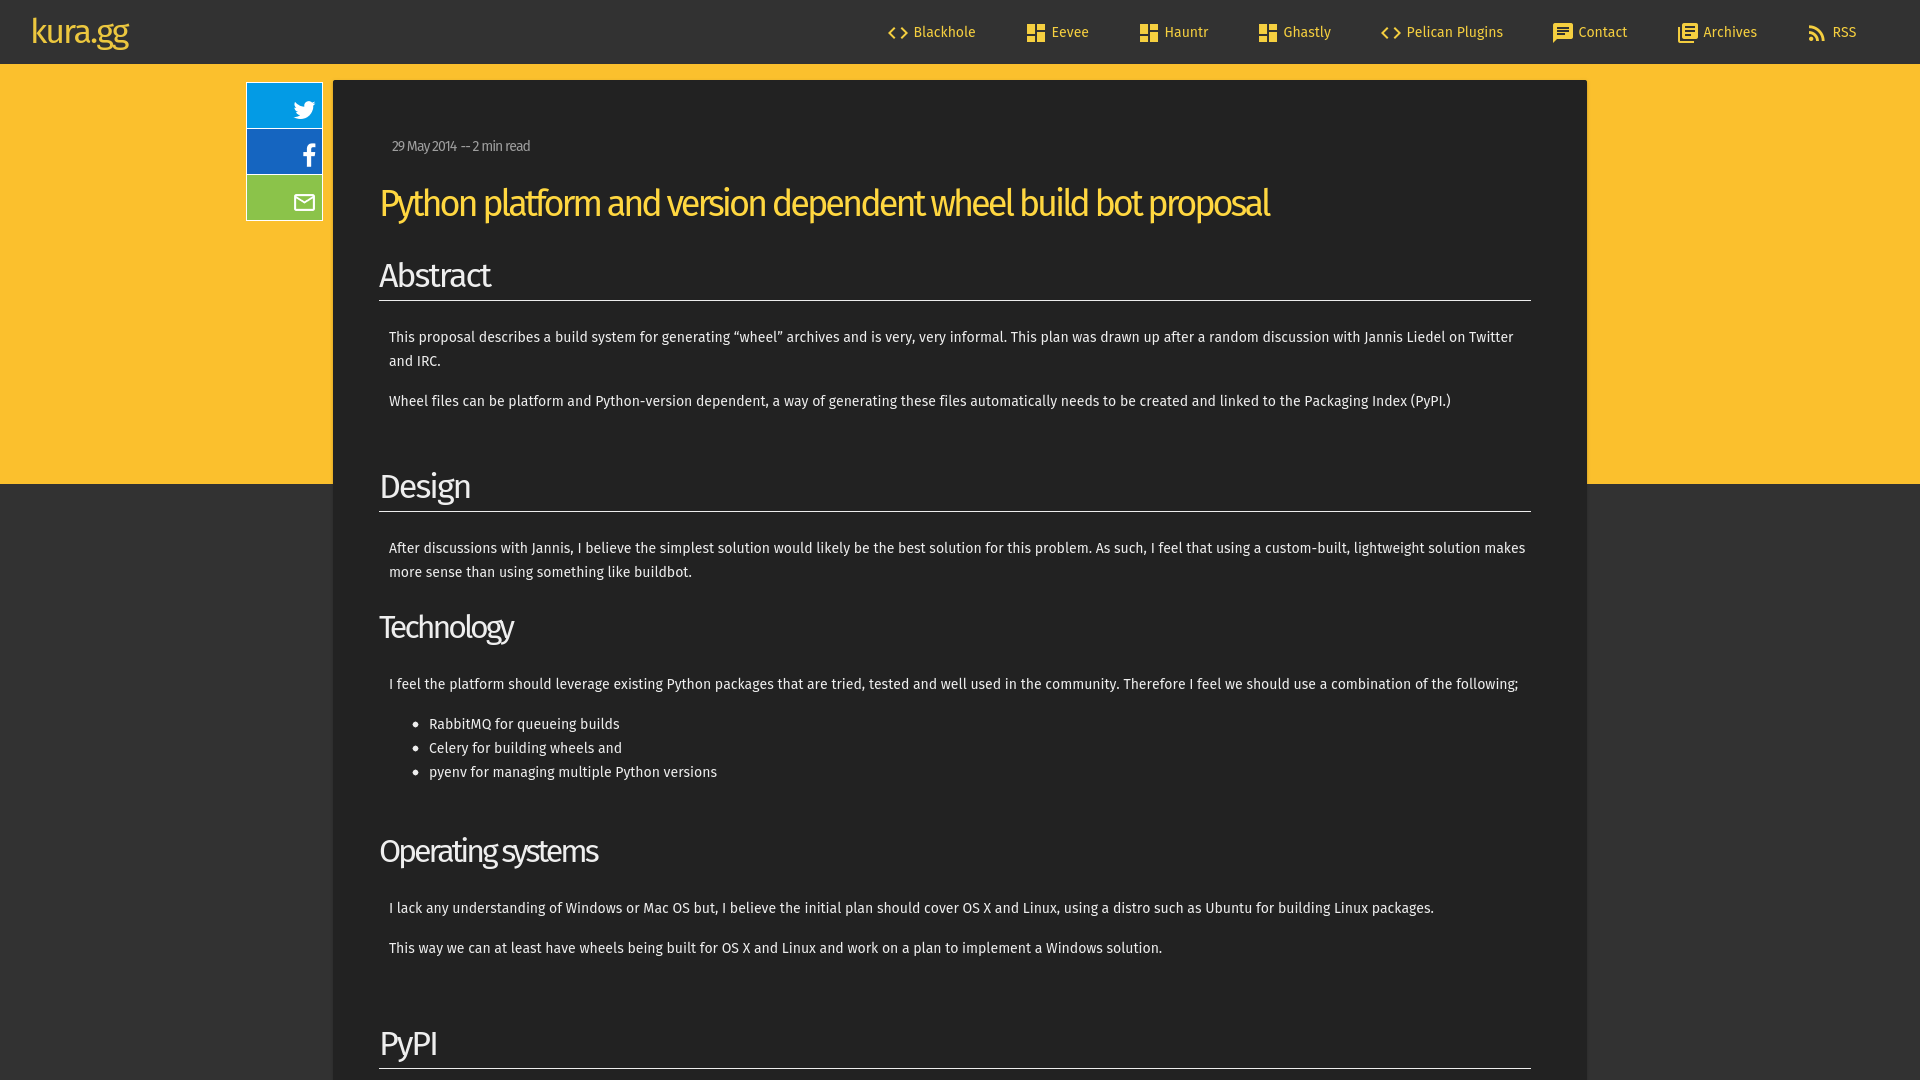 kura.gg
Blackhole
Eevee
Hauntr
Ghastly
Pelican Plugins
Contact
Archives
RSS
29 May 2014 -- 2 min read
Python platform and version dependent wheel build bot proposal
Abstract
This proposal describes a build system for generating “wheel” archives and is very, very informal. This plan was drawn up after a random discussion with Jannis Liedel on Twitter
and IRC.
Wheel files can be platform and Python-version dependent, a way of generating these files automatically needs to be created and linked to the Packaging Index (PyPI.)
Design
After discussions with Jannis, I believe the simplest solution would likely be the best solution for this problem. As such, I feel that using a custom-built, lightweight solution makes
more sense than using something like buildbot.
Technology
I feel the platform should leverage existing Python packages that are tried, tested and well used in the community. Therefore I feel we should use a combination of the following;
• RabbitMQ for queueing builds
• Celery for building wheels and
• pyenv for managing multiple Python versions
Operating systems
I lack any understanding of Windows or Mac OS but, I believe the initial plan should cover OS X and Linux, using a distro such as Ubuntu for building Linux packages.
This way we can at least have wheels being built for OS X and Linux and work on a plan to implement a Windows solution.
PyPI